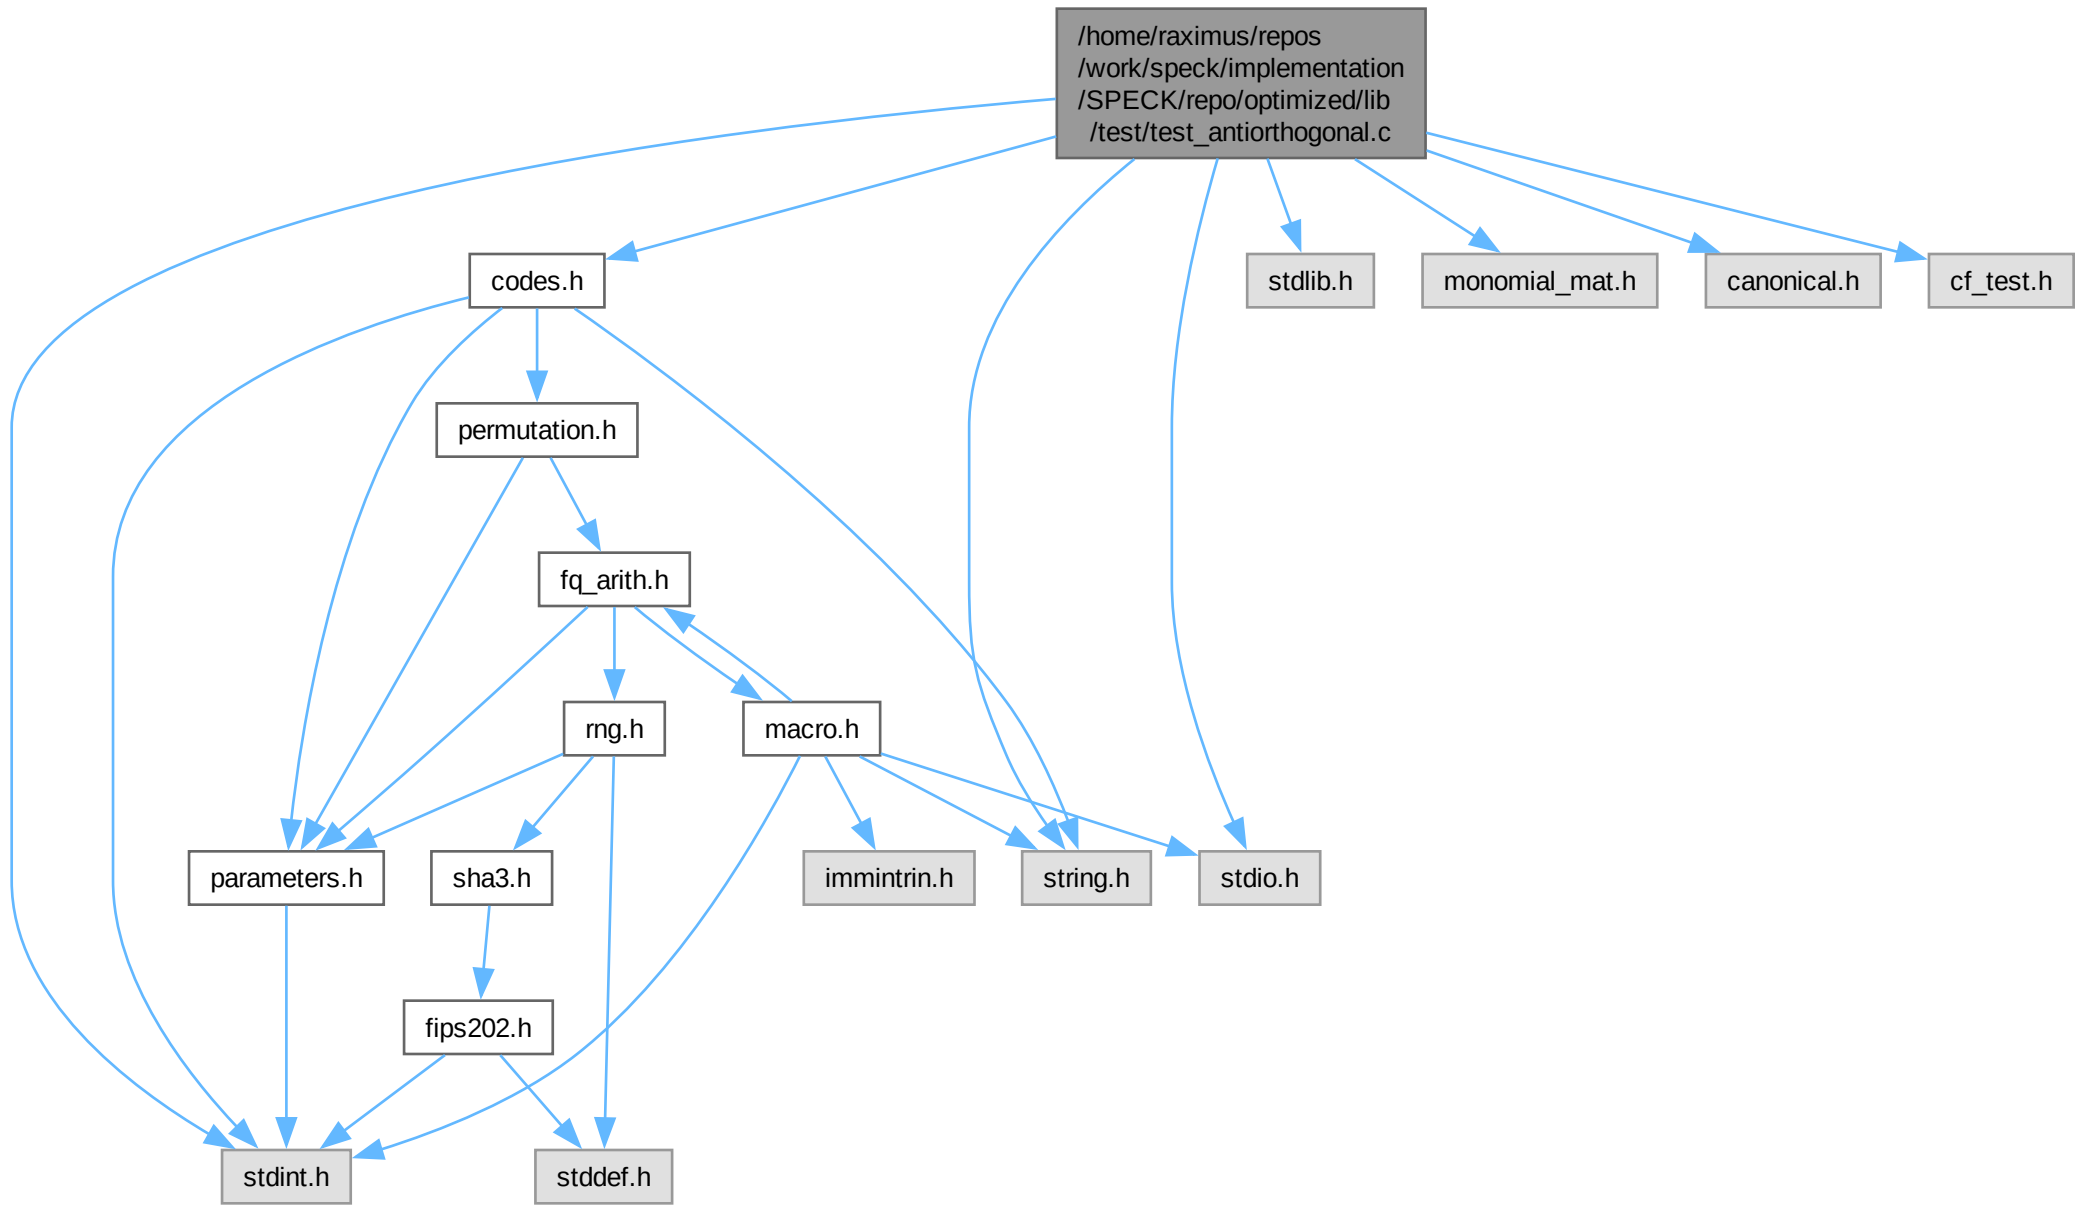 /home/raximus/repos
/work/speck/implementation
/SPECK/repo/optimized/lib
/test/test_antiorthogonal.c
codes.h
stdlib.h
monomial_mat.h
canonical.h
cf_test.h
permutation.h
fq_arith.h
rng.h
macro.h
parameters.h
sha3.h
immintrin.h
string.h
stdio.h
fips202.h
stdint.h
stddef.h